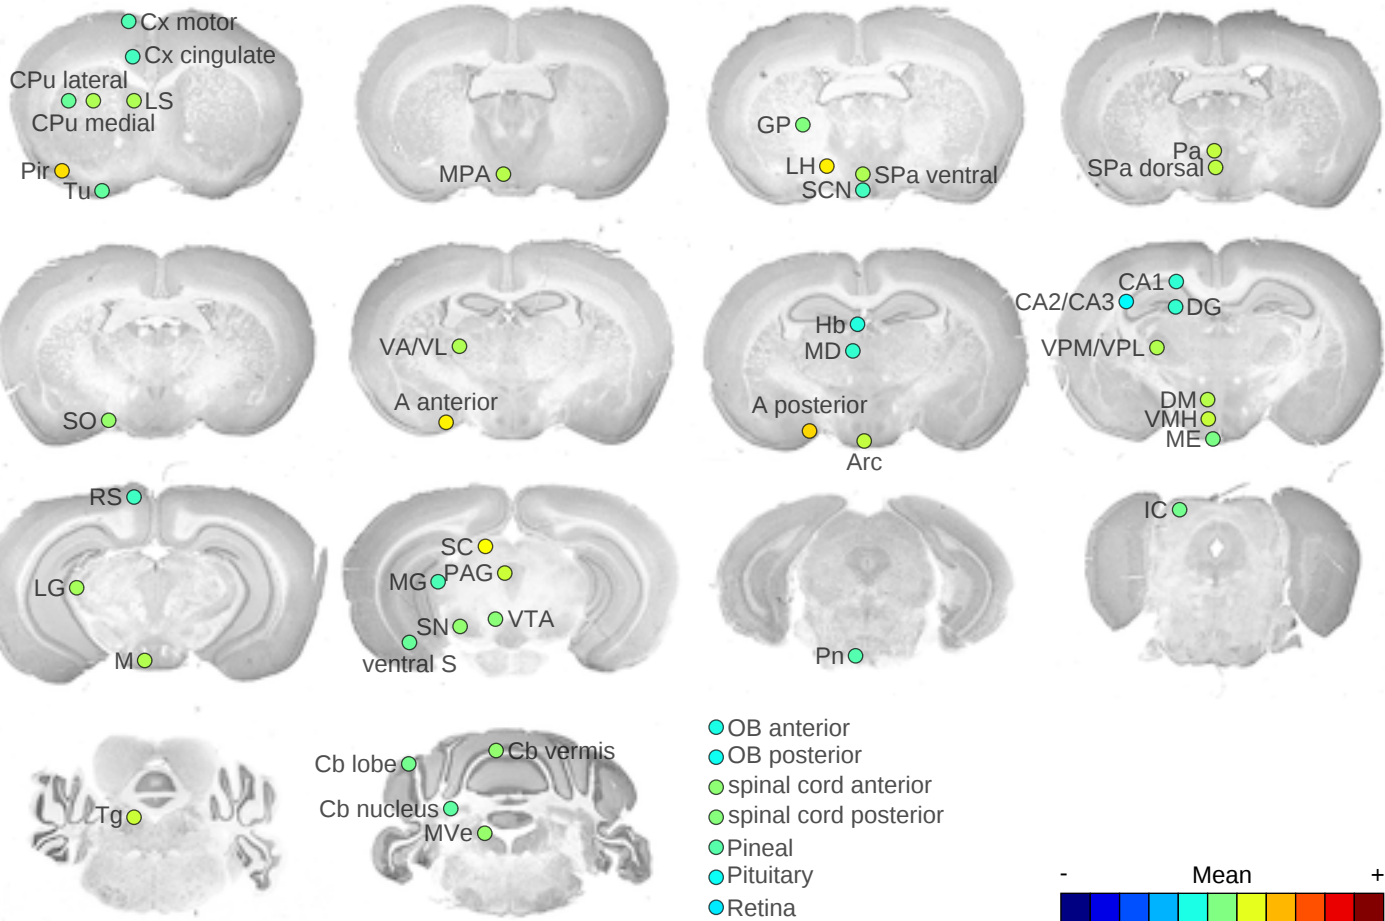 Cx motor
Cx cingulate
CPu lateral
LS
CPu medial
Pir
Tu
MPA
GP
LH
SPa ventral
SCN
Pa
SPa dorsal
SO
VA/VL
A anterior
Hb
MD
A posterior
Arc
CA1
CA2/CA3
DG
VPM/VPL
DM
VMH
ME
RS
LG
M
SC
PAG
MG
VTA
SN
ventral S
Pn
IC
Tg
Cb vermis
Cb lobe
Cb nucleus
MVe
OB anterior
OB posterior
spinal cord anterior
spinal cord posterior
Pineal
Pituitary
Retina
- Mean +